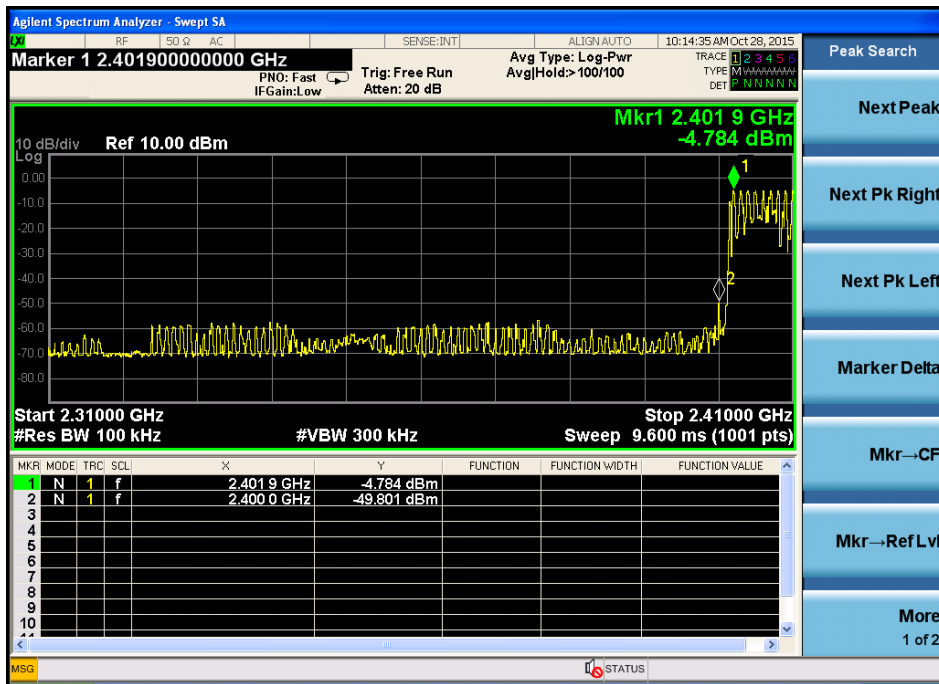 Agilent Spectrum Analyzer - Swept SA
LXI RF 50 Ω AC SENSE:INT ALIGN AUTO 10:14:35 AM Oct 28, 2015
Marker 1 2.401900000000 GHz
PNO: Fast
IFGain:Low
Trig: Free Run
Atten: 20 dB
Avg Type: Log-Pwr
Avg|Hold:>100/100
TRACE 1 2 3 4 5 6
TYPE M WWWWW
DET P N N N N N
Mkr1 2.401 9 GHz
-4.784 dBm
10 dB/div Ref 10.00 dBm
Log
0.00
-10.0
-20.0
-30.0
-40.0
-50.0
-60.0
-70.0
-80.0
1
2
Start 2.31000 GHz Stop 2.41000 GHz
#Res BW 100 kHz #VBW 300 kHz Sweep 9.600 ms (1001 pts)
MKR MODE TRC SCL X Y FUNCTION FUNCTION WIDTH FUNCTION VALUE
1 N 1 f 2.401 9 GHz -4.784 dBm
2 N 1 f 2.400 0 GHz -49.801 dBm
3
4
5
6
7
8
9
10
11
MSG STATUS
Peak Search
Next Peak
Next Pk Right
Next Pk Left
Marker Delta
Mkr→CF
Mkr→Ref Lvl
More
1 of 2